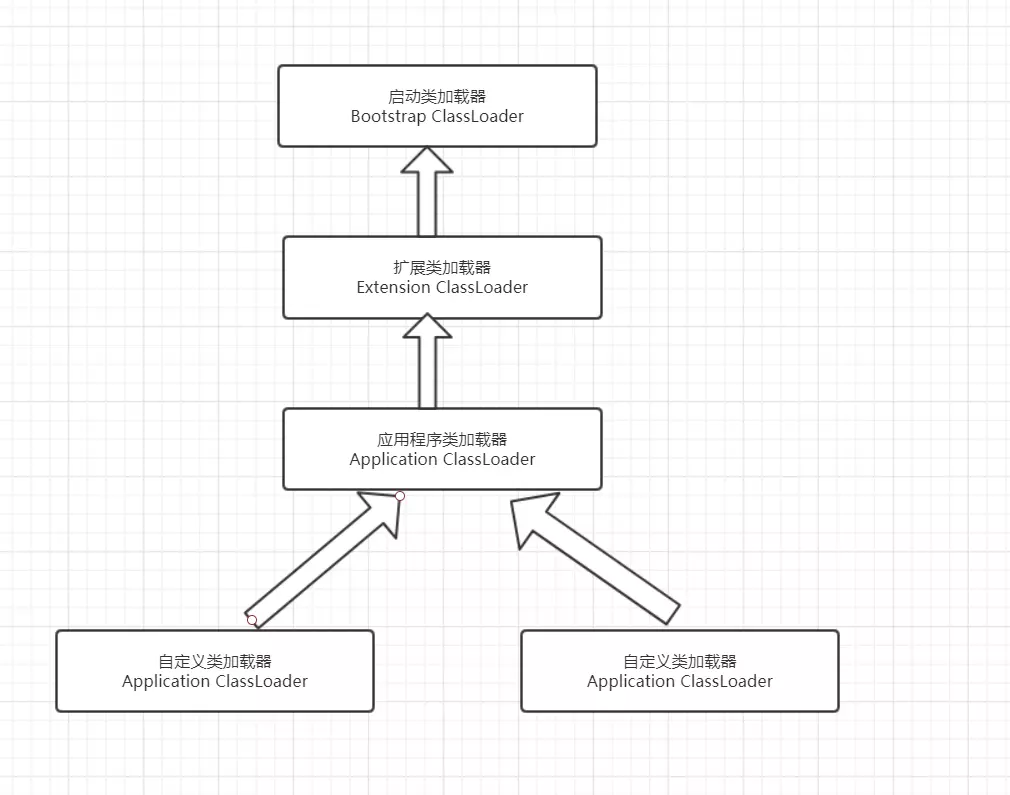 启动类加载器
Bootstrap ClassLoader
扩展类加载器
Extension ClassLoader
应用程序类加载器
Application ClassLoader
自定义类加载器
Application ClassLoader
自定义类加载器
Application ClassLoader